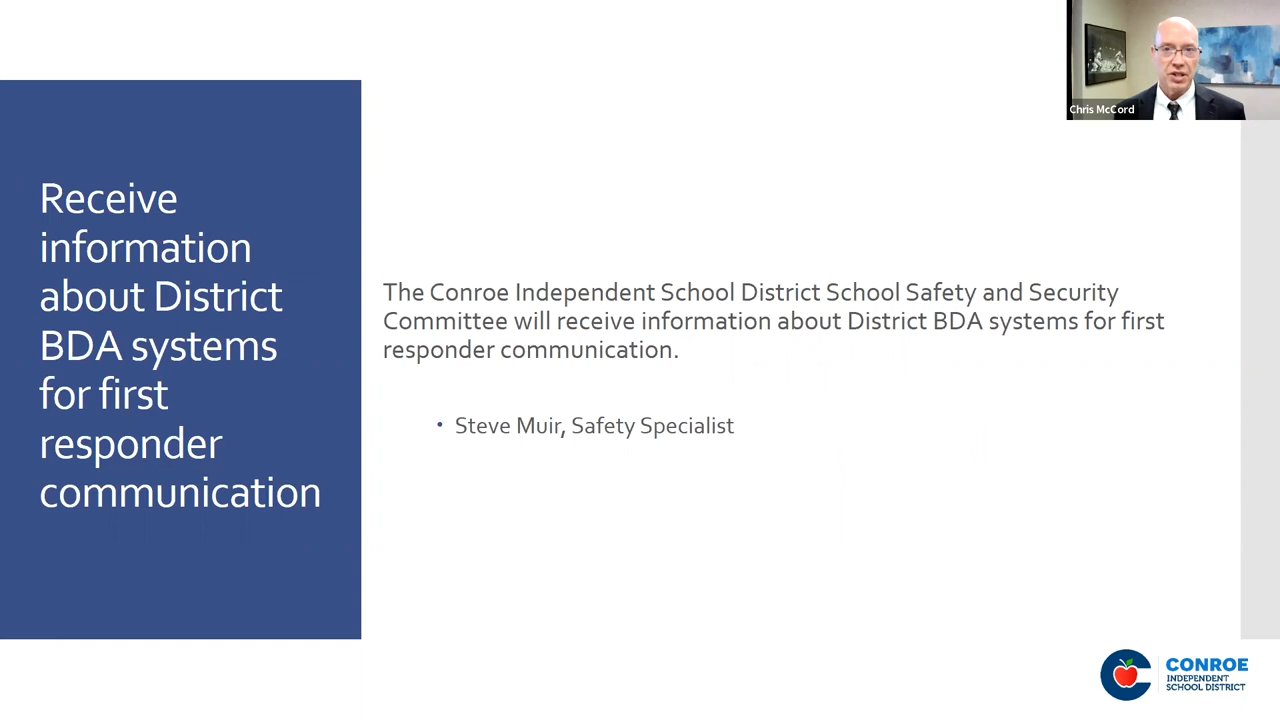 Chris McCord
Receive
information
about District
BDA systems
for first
responder
communication
The Conroe Independent School District School Safety and Security
Committee will receive information about District BDA systems for first
responder communication.
• Steve Muir, Safety Specialist
CONROE
INDEPENDENT
SCHOOL DISTRICT